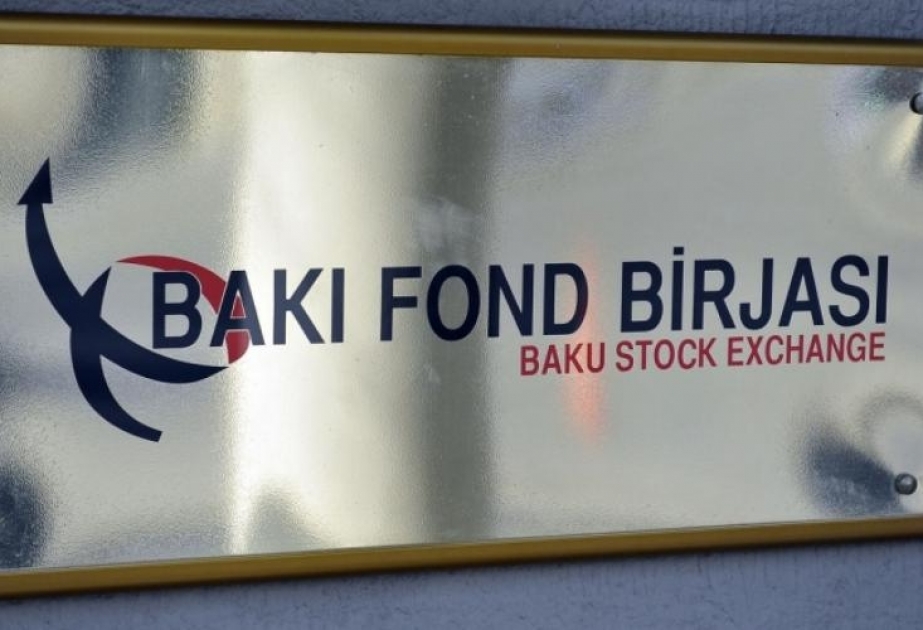 BAKI FOND BİRJASI
BAKU STOCK EXCHANGE